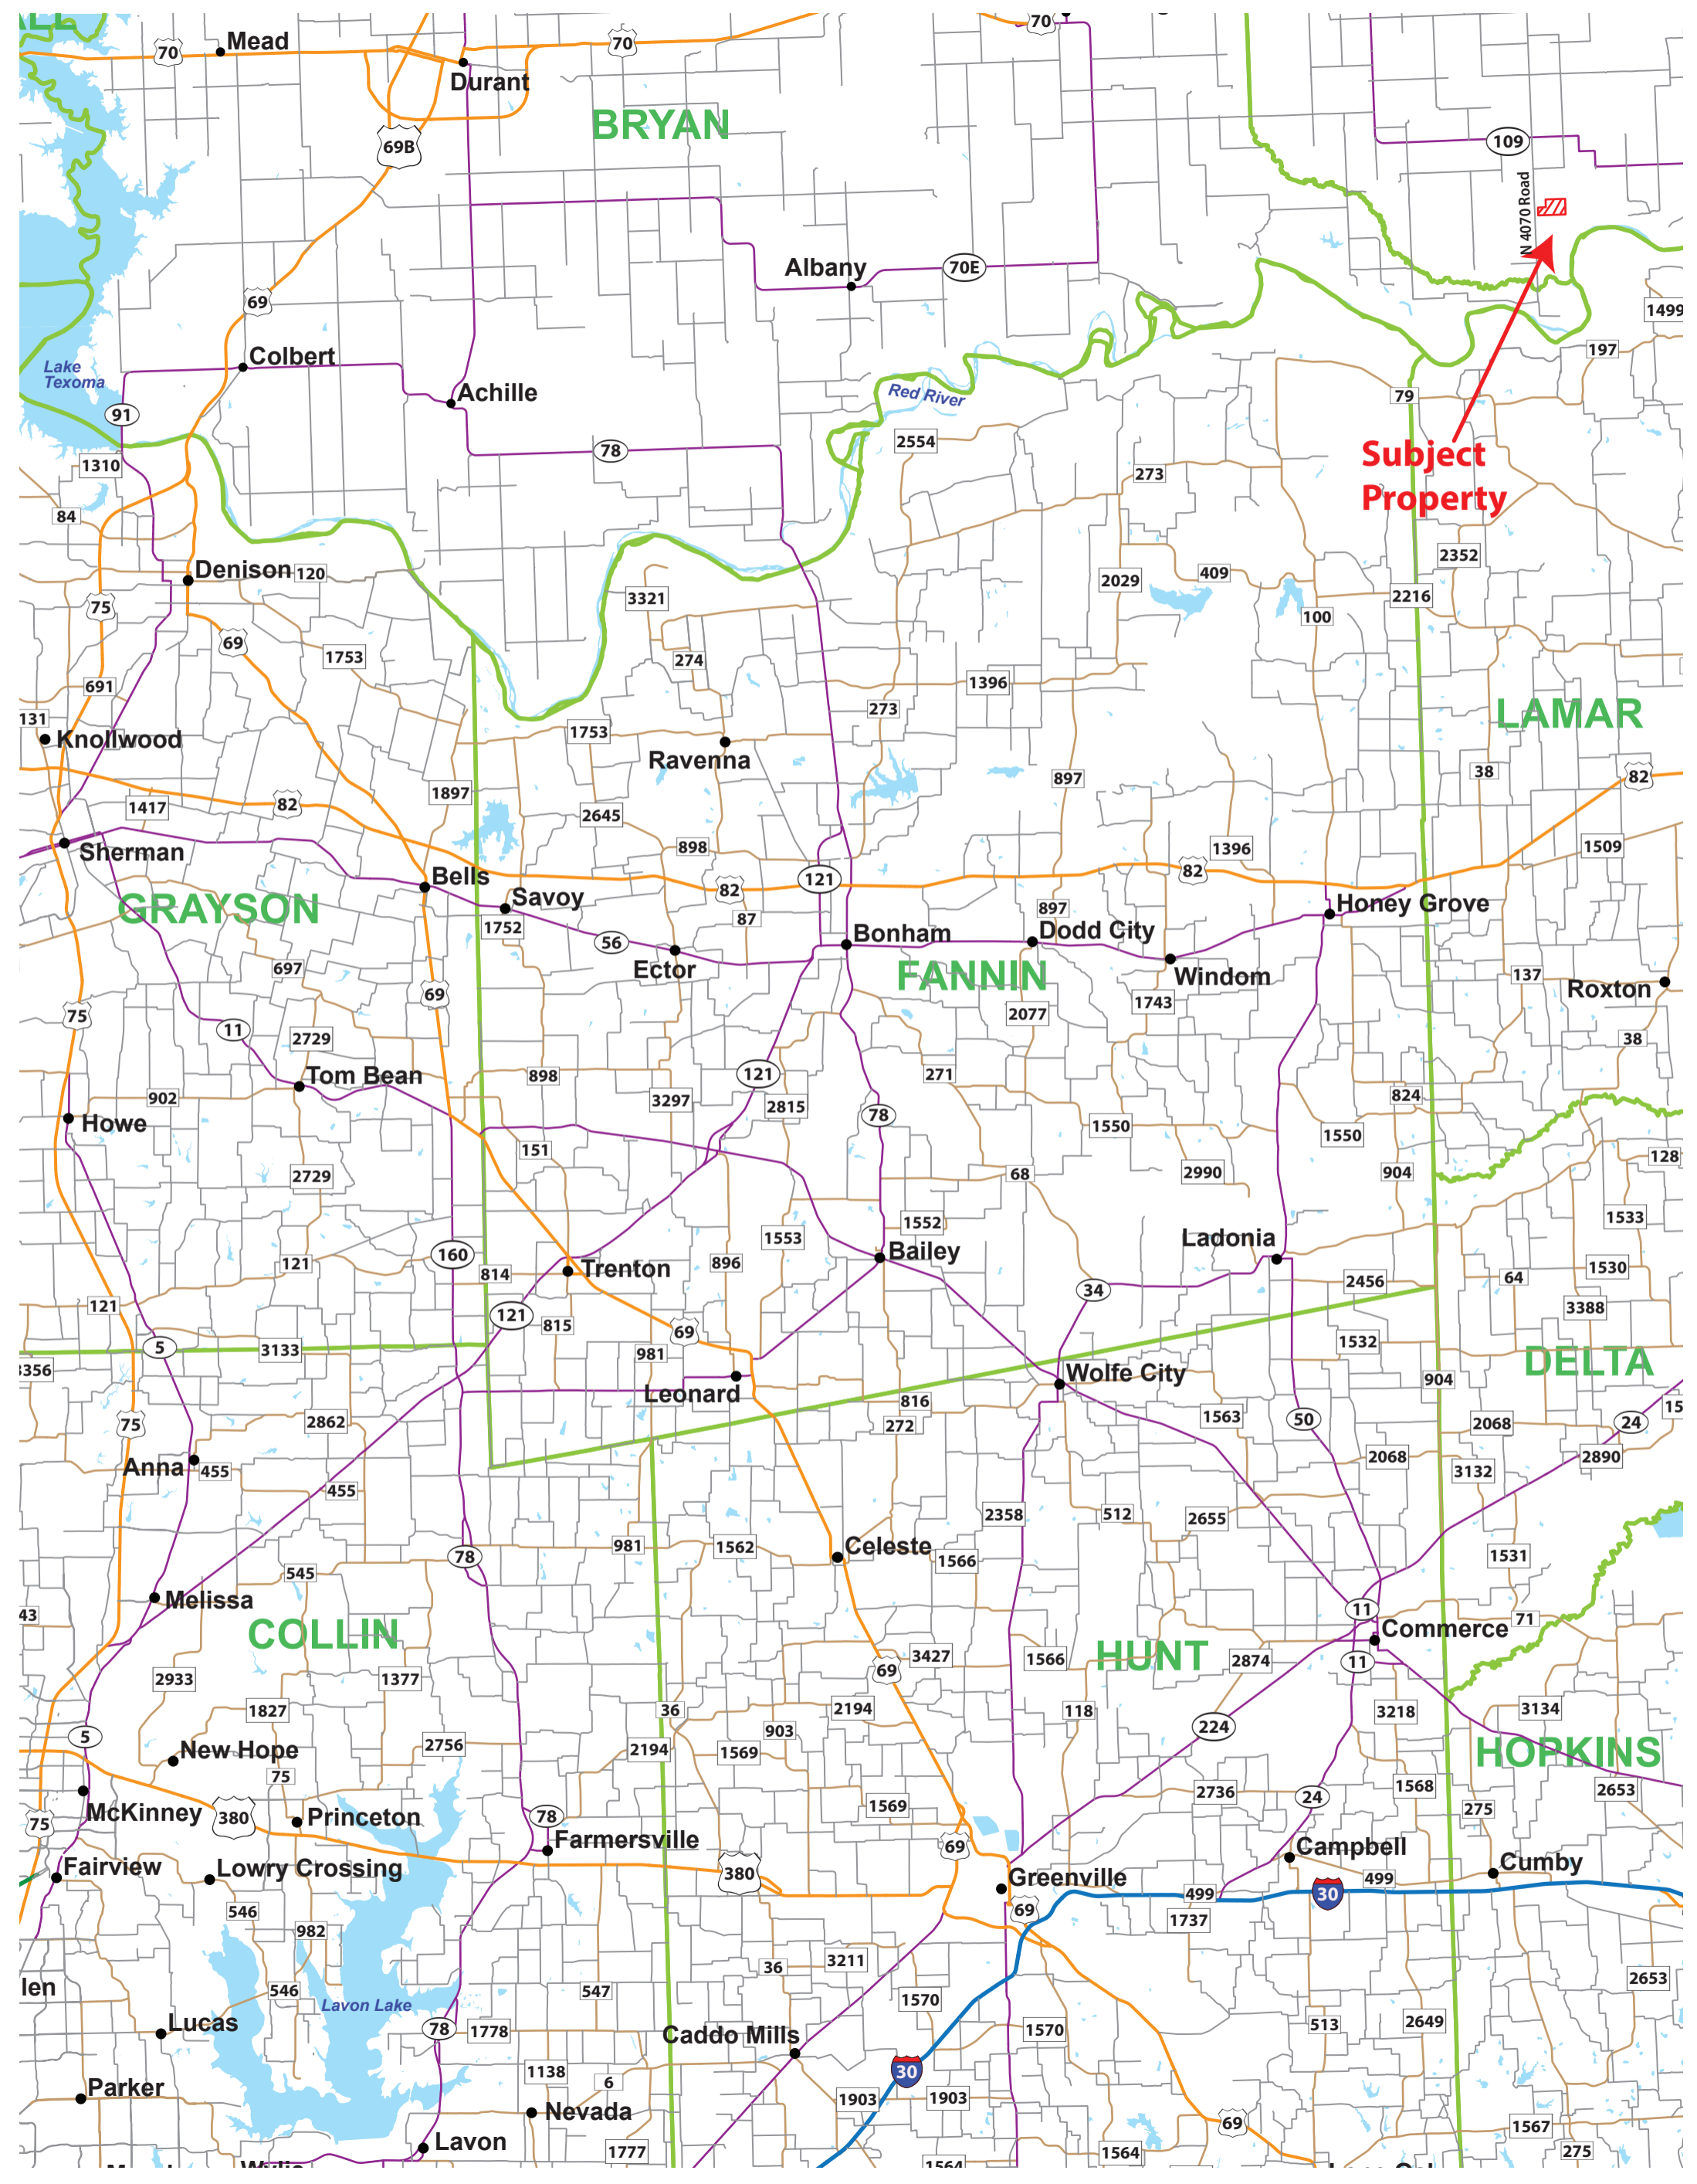 70
Mead
70
70
Durant
BRYAN
69B
109
N 4070 Road
Albany
70E
69
1499
Colbert
Lake
Texoma
197
Achille
Red River
79
91
2554
78
Subject
Property
1310
273
84
2352
Denison
120
2029
409
3321
2216
75
100
69
1753
274
691
1396
131
273
LAMAR
Knollwood
1753
Ravenna
38
82
897
1897
1417
82
2645
898
1396
1509
Sherman
Bells
82
121
82
GRAYSON
Savoy
1752
87
897
Honey Grove
56
Bonham
Dodd City
Ector
FANNIN
Windom
697
137
Roxton
69
1743
75
2077
11
2729
38
121
271
Tom Bean
898
902
3297
2815
78
824
Howe
1550
1550
151
128
2729
68
2990
904
1552
1533
1553
Ladonia
160
Bailey
121
896
814
Trenton
2456
64
1530
34
121
3388
121
815
69
5
3133
981
1532
DELTA
3356
Leonard
Wolfe City
904
816
1563
50
15
75
2862
272
2068
24
Anna
455
2068
3132
2890
455
2358
512
2655
981
1562
Celeste
1566
1531
78
545
Melissa
43
11
71
COLLIN
Commerce
3427
1566
HUNT
2874
11
2933
1377
69
1827
36
2194
118
3218
3134
5
903
224
New Hope
2756
2194
1569
HOPKINS
75
2736
1568
2653
McKinney
380
Princeton
78
1569
24
275
75
Farmersville
69
Campbell
Fairview
Lowry Crossing
380
Greenville
499
Cumby
499
30
546
69
1737
982
36
3211
len
546
547
2653
Lavon Lake
1570
Lucas
78
1778
Caddo Mills
1570
513
2649
1138
30
Parker
6
1903
1903
Nevada
69
1567
Lavon
1777
1564
275
Wylie
1564